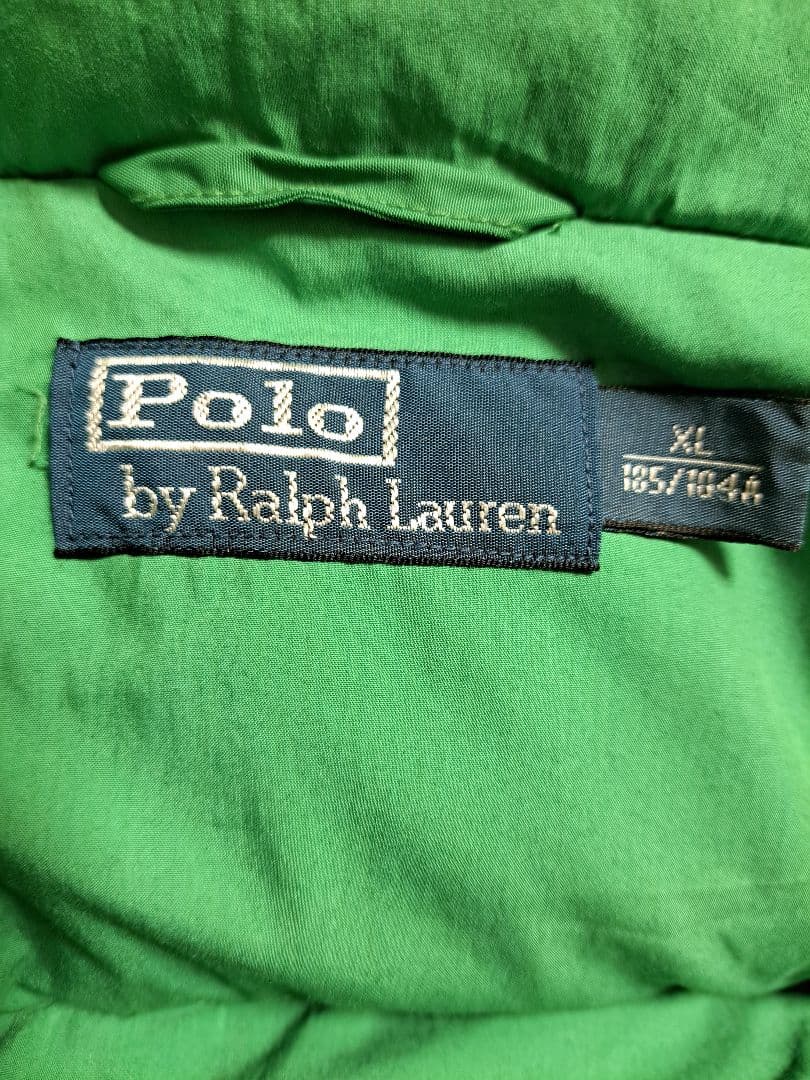 Polo
by Ralph Lauren
XL
185/104A